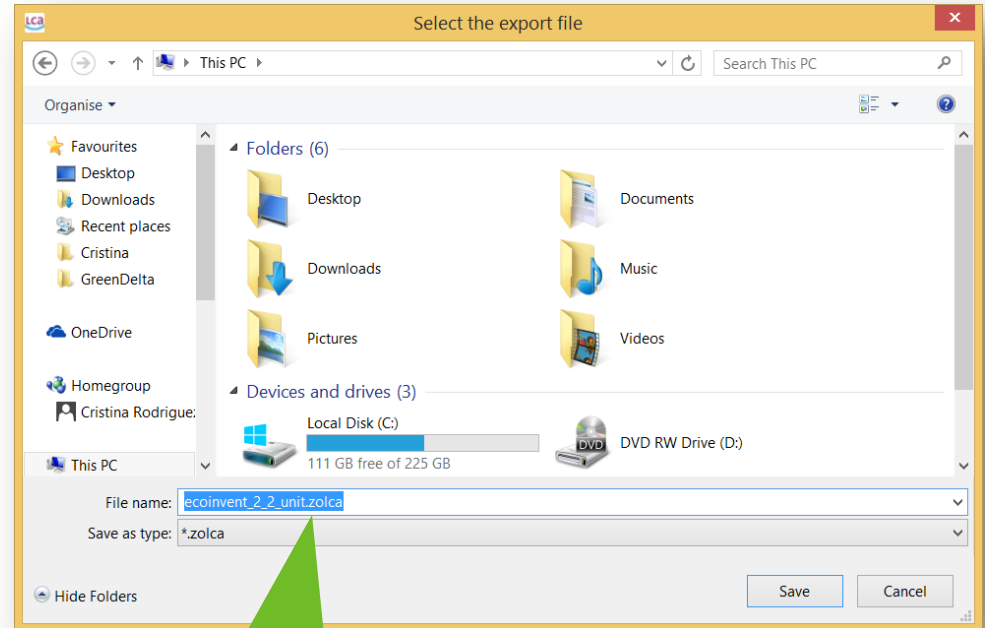 LCa
Select the export file
This PC
Search This PC
Organise
Favourites
Desktop
Downloads
Recent places
Cristina
GreenDelta
OneDrive
Homegroup
Cristina Rodriguez
This PC
Folders (6)
Desktop
Documents
Downloads
Music
Pictures
Videos
Devices and drives (3)
Local Disk (C:)
111 GB free of 225 GB
DVD
DVD RW Drive (D:)
File name: ecoinvent_2_2_unit.zolca
Save as type: *.zolca
Hide Folders
Save
Cancel